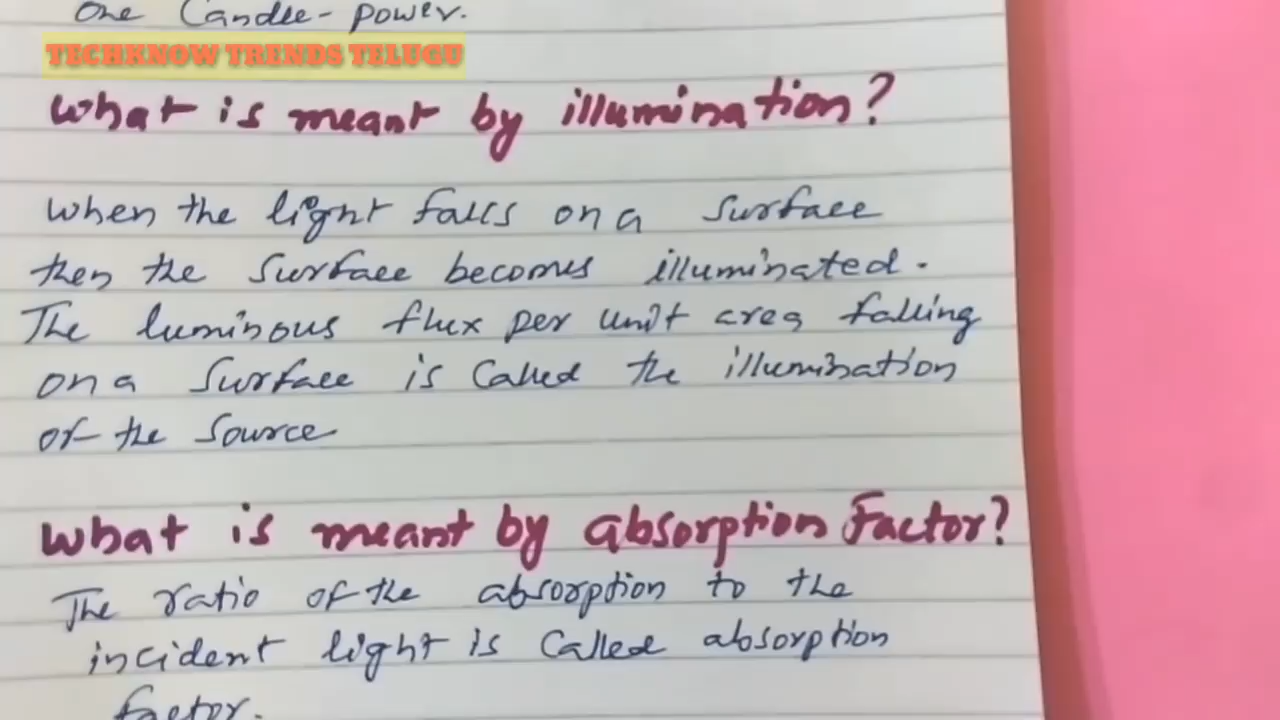 one Candle-power.
TECHKNOW TRENDS TELUGU
what is meant by illumination?
when the light falls on a surface
then the surface becomes illuminated.
The luminous flux per unit area falling
on a surface is called the illumination
of the source
what is meant by absorption factor?
The ratio of the absorption to the
incident light is called absorption
factor.